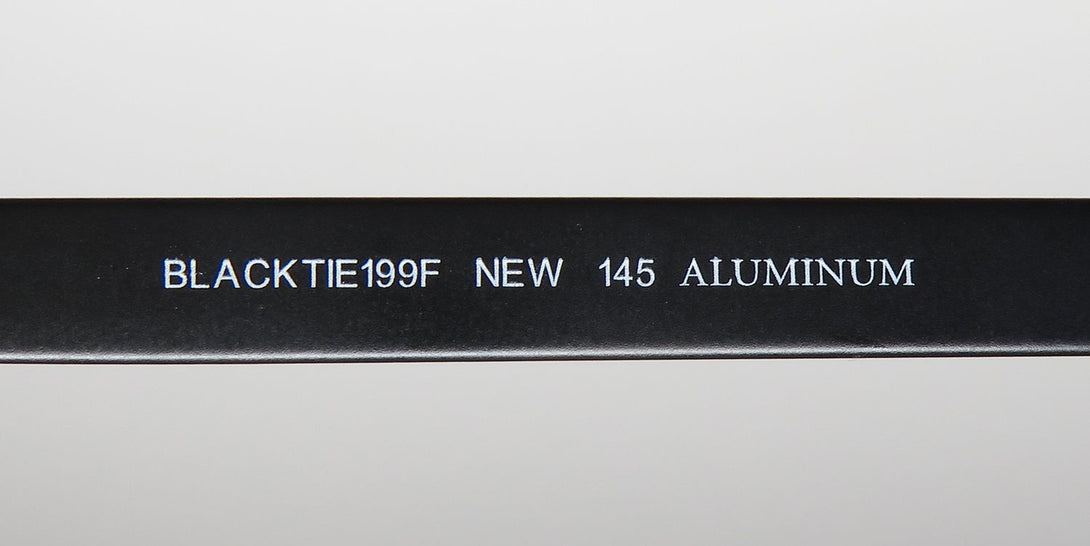 BLACKTIE199F NEW 145 ALUMINUM